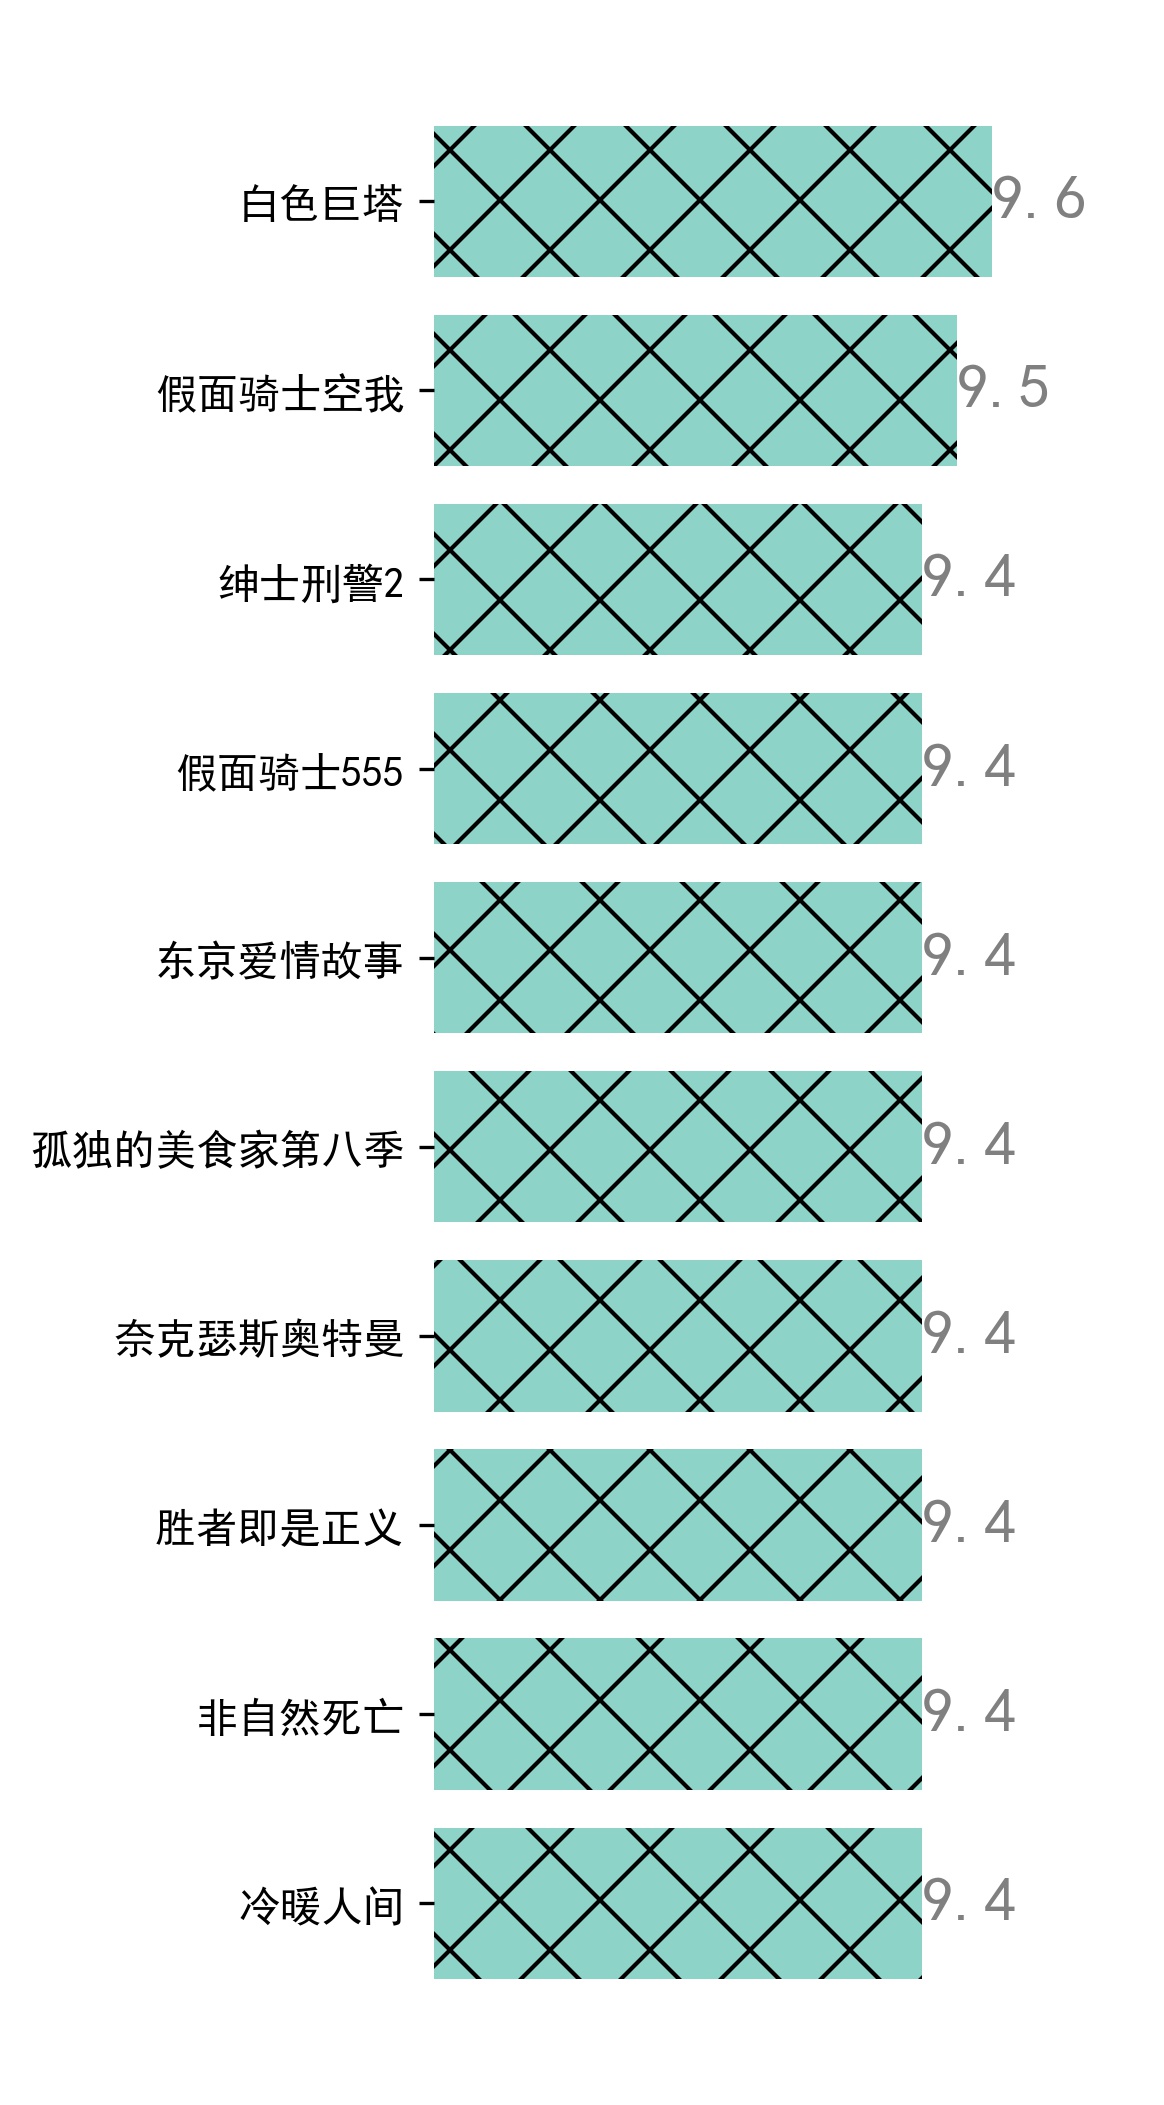 白色巨塔 9.6
假面骑士空我 9.5
绅士刑警2 9.4
假面骑士555 9.4
东京爱情故事 9.4
孤独的美食家第八季 9.4
奈克瑟斯奥特曼 9.4
胜者即是正义 9.4
非自然死亡 9.4
冷暖人间 9.4